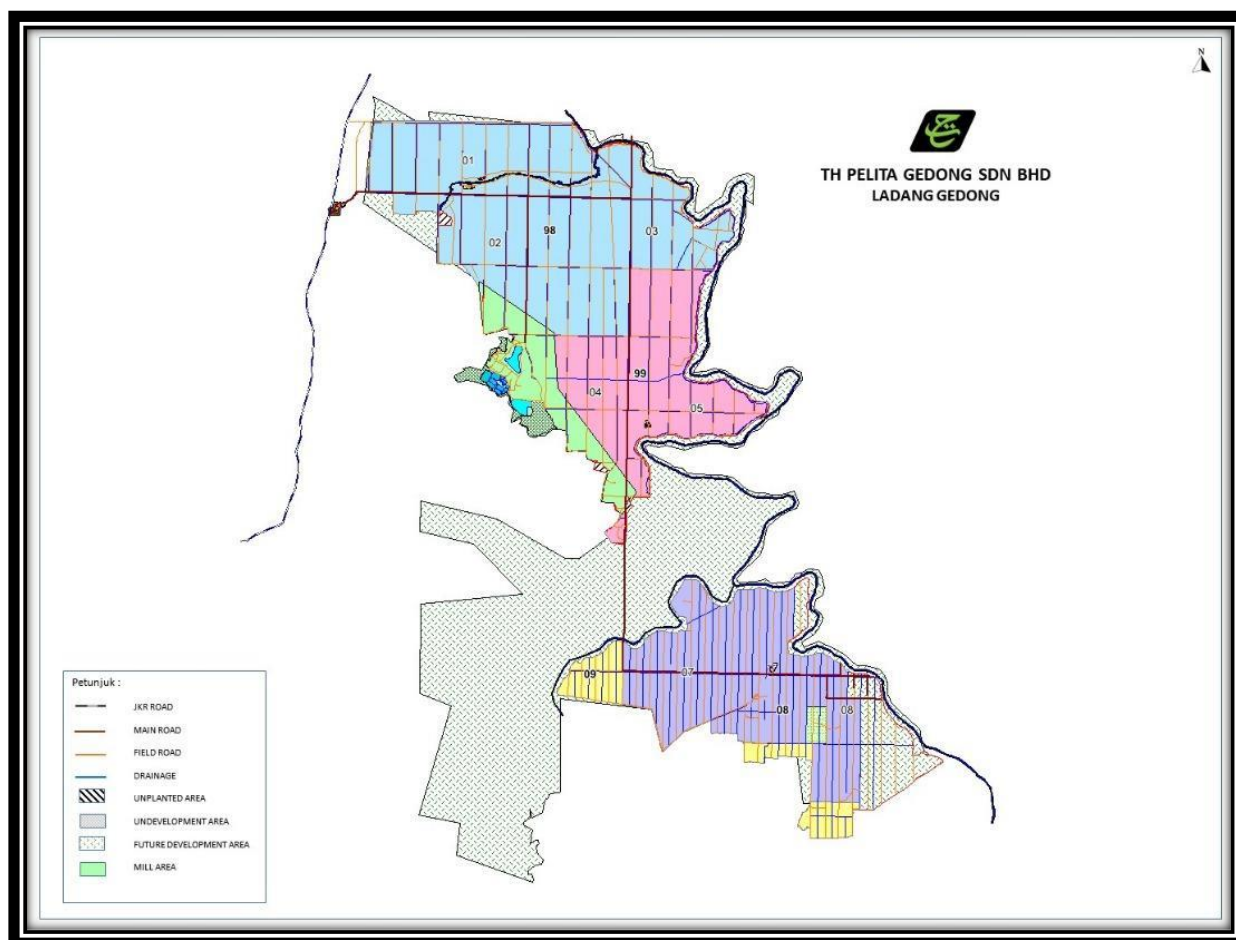 N
TH PELITA GEDONG SDN BHD
LADANG GEDONG
01
02
98
03
99
04
05
09
07
7
08
08
Petunjuk :
JKR ROAD
MAIN ROAD
FIELD ROAD
DRAINAGE
UNPLANTED AREA
UNDEVELOPMENT AREA
FUTURE DEVELOPMENT AREA
MILL AREA